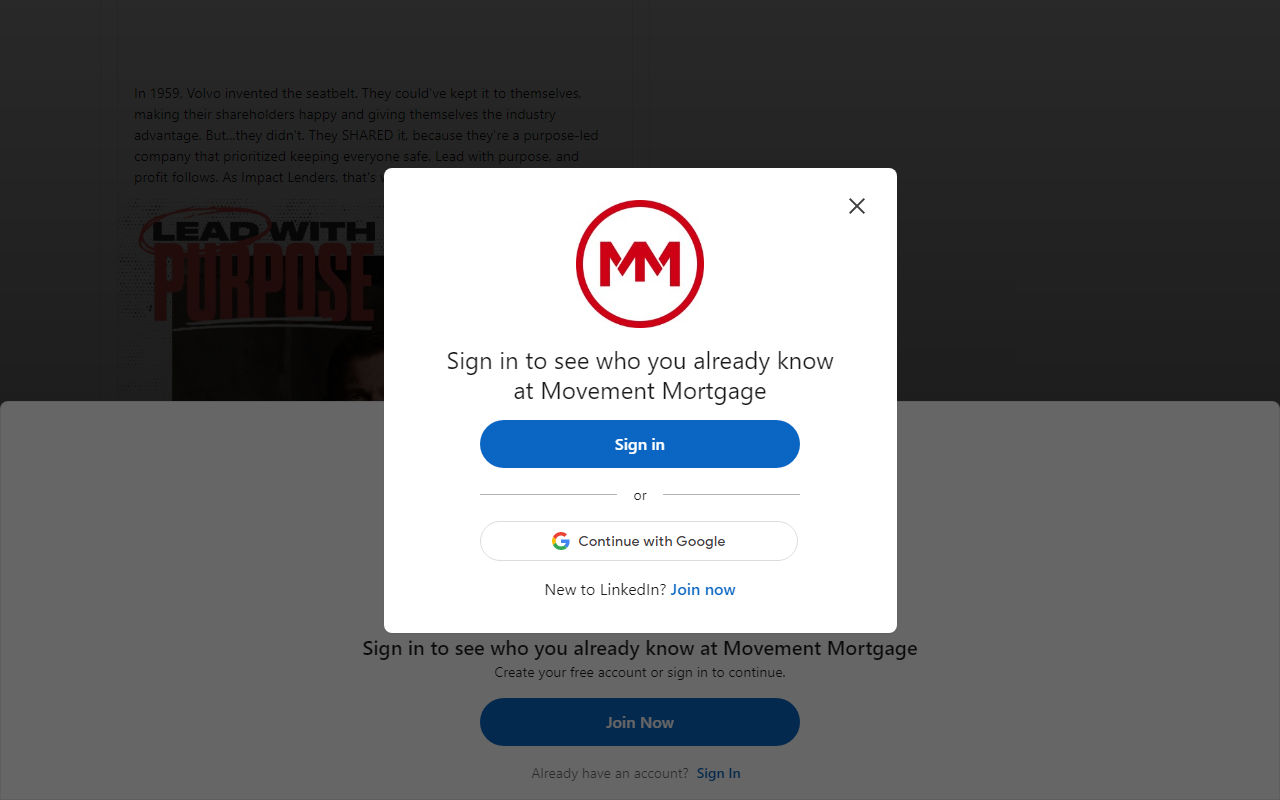 In 1959, Volvo invented the seatbelt. They could've kept it to themselves,
making their shareholders happy and giving themselves the industry
advantage. But...they didn't. They SHARED it, because they're a purpose-led
company that prioritized keeping everyone safe. Lead with purpose, and
profit follows. As Impact Lenders, that's
LEAD WITH
PURPOSE
MM
Sign in to see who you already know
at Movement Mortgage
Sign in
or
Continue with Google
New to LinkedIn? Join now
Sign in to see who you already know at Movement Mortgage
Create your free account or sign in to continue.
Join Now
Already have an account? Sign In